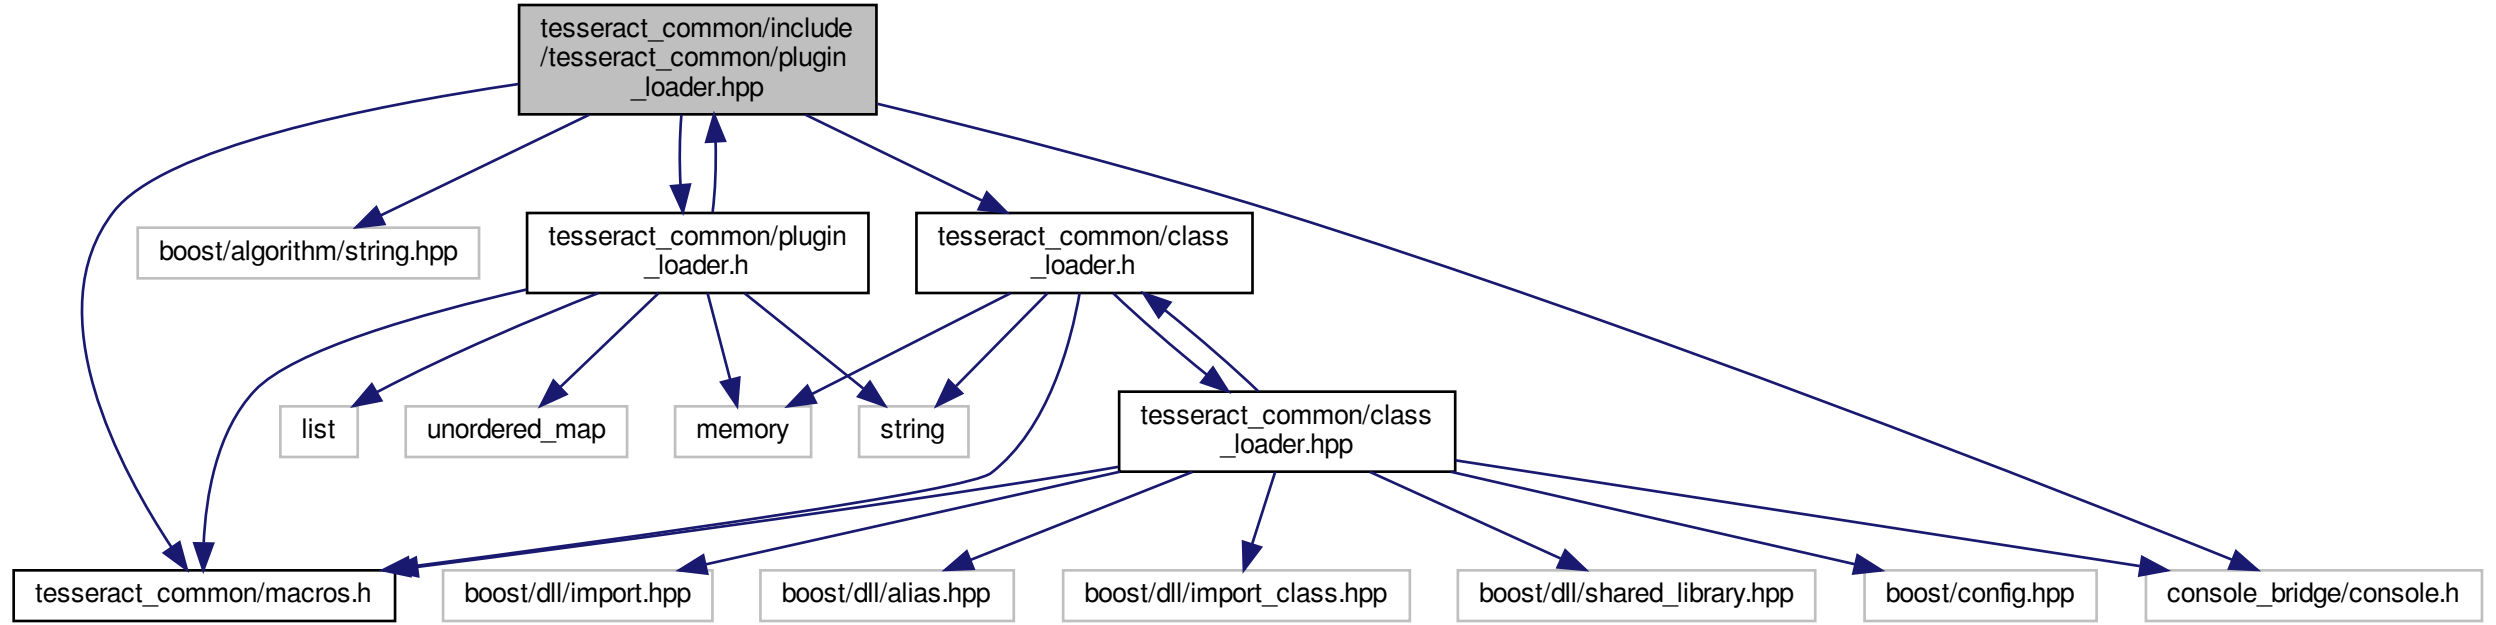 tesseract_common/include
/tesseract_common/plugin
_loader.hpp
boost/algorithm/string.hpp
tesseract_common/plugin
_loader.h
tesseract_common/class
_loader.h
list
unordered_map
memory
string
tesseract_common/class
_loader.hpp
tesseract_common/macros.h
boost/dll/import.hpp
boost/dll/alias.hpp
boost/dll/import_class.hpp
boost/dll/shared_library.hpp
boost/config.hpp
console_bridge/console.h